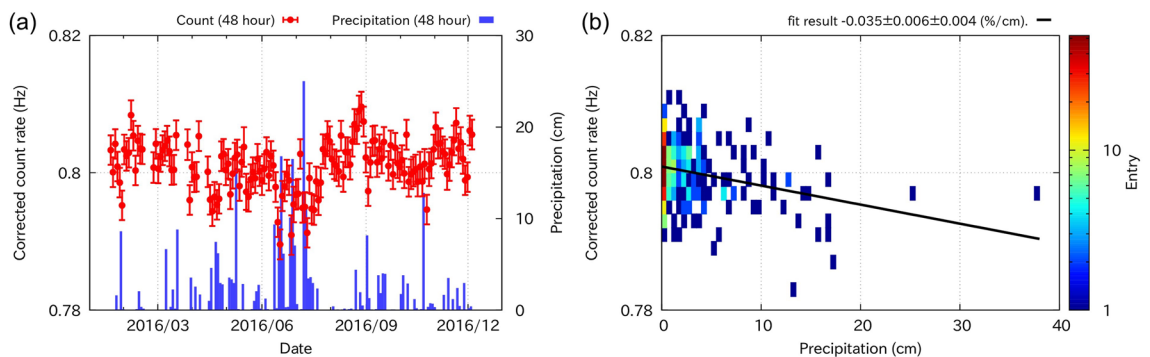 (a)
Count (48 hour)
Precipitation (48 hour)
0.82
0.8
0.78
Corrected count rate (Hz)
30
20
10
0
Precipitation (cm)
2016/03
2016/06
2016/09
2016/12
Date
(b)
fit result -0.035±0.006±0.004 (%/cm).
0.82
0.8
0.78
Corrected count rate (Hz)
0
10
20
30
40
Precipitation (cm)
10
1
Entry